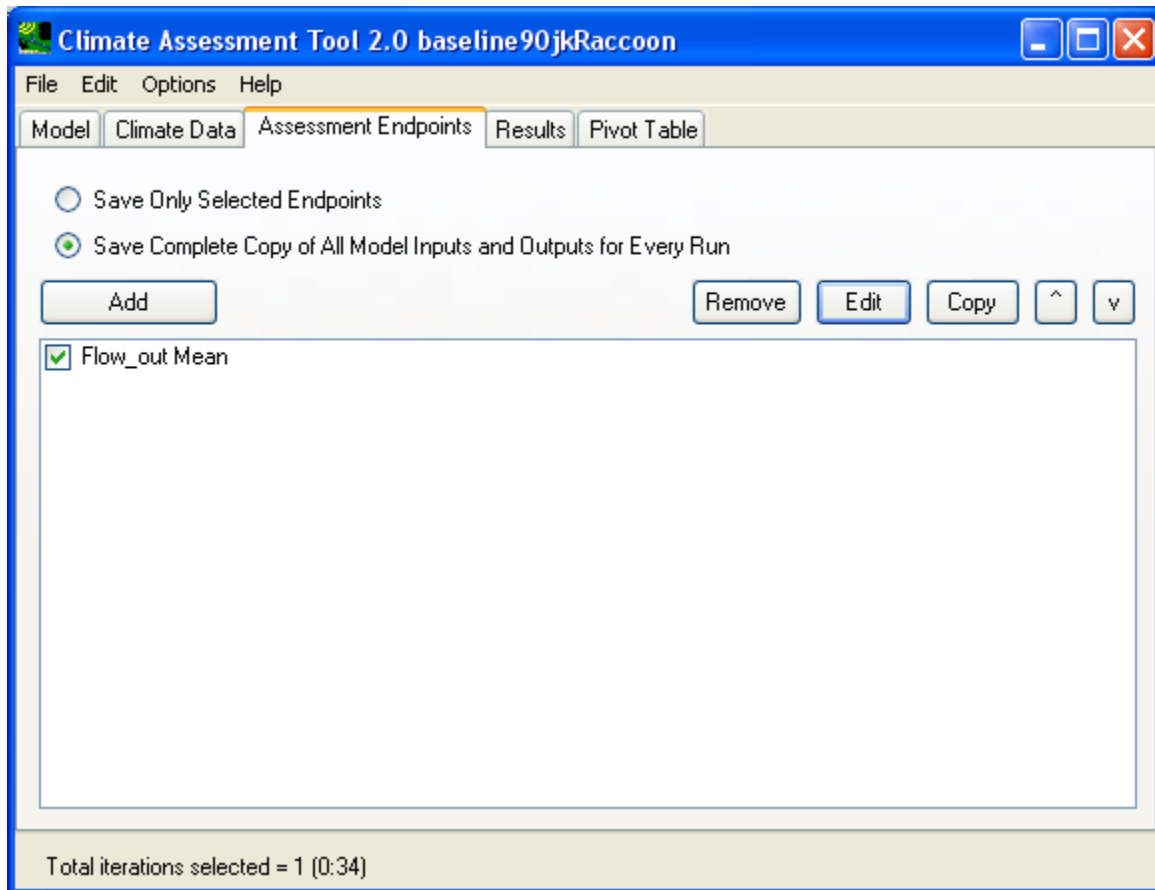 Climate Assessment Tool 2.0 baseline90jkRaccoon
File Edit Options Help
Model Climate Data Assessment Endpoints Results Pivot Table
Save Only Selected Endpoints
Save Complete Copy of All Model Inputs and Outputs for Every Run
Add Remove Edit Copy ^ v
Flow_out Mean
Total iterations selected = 1 (0:34)